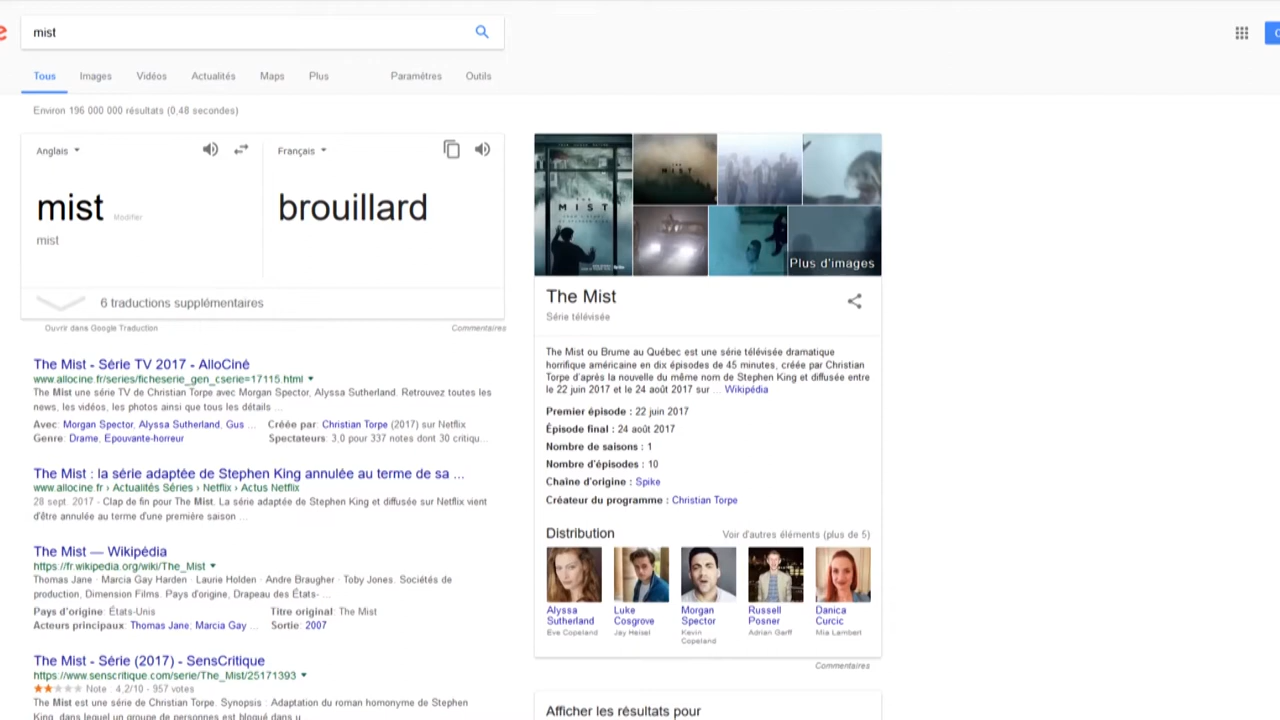 mist
Tous Images Vidéos Actualités Maps Plus Paramètres Outils
Environ 196 000 000 résultats (0,48 secondes)
Anglais Français
mist Modifier brouillard
mist
6 traductions supplémentaires
Ouvrir dans Google Traduction Commentaires
The Mist - Série TV 2017 - AlloCiné
www.allocine.fr/series/ficheserie_gen_cserie=17115.html
The Mist une série TV de Christian Torpe avec Morgan Spector, Alyssa Sutherland. Retrouvez toutes les
news, les vidéos, les photos ainsi que tous les détails ...
Avec: Morgan Spector, Alyssa Sutherland, Gus ... Créée par: Christian Torpe (2017) sur Netflix
Genre: Drame, Epouvante-horreur Spectateurs: 3,0 pour 337 notes dont 30 critiqu...
The Mist : la série adaptée de Stephen King annulée au terme de sa ...
www.allocine.fr › Actualités Séries › Netflix › Actus Netflix
28 sept. 2017 - Clap de fin pour The Mist. La série adaptée de Stephen King et diffusée sur Netflix vient
d'être annulée au terme d'une première saison ...
The Mist — Wikipédia
https://fr.wikipedia.org/wiki/The_Mist
Thomas Jane · Marcia Gay Harden · Laurie Holden · Andre Braugher · Toby Jones. Sociétés de
production, Dimension Films. Pays d'origine, Drapeau des États- ...
Pays d'origine: États-Unis Titre original: The Mist
Acteurs principaux: Thomas Jane; Marcia Gay ... Sortie: 2007
The Mist - Série (2017) - SensCritique
https://www.senscritique.com/serie/The_Mist/25171393
Note : 4,2/10 - 957 votes
The Mist est une série de Christian Torpe. Synopsis : Adaptation du roman homonyme de Stephen
King, dans lequel un groupe de personnes est bloqué dans u...
THE
MIST
THE
MIST
Plus d'images
The Mist
Série télévisée
The Mist ou Brume au Québec est une série télévisée dramatique
horrifique américaine en dix épisodes de 45 minutes, créée par Christian
Torpe d'après la nouvelle du même nom de Stephen King et diffusée entre
le 22 juin 2017 et le 24 août 2017 sur ... Wikipédia
Premier épisode : 22 juin 2017
Épisode final : 24 août 2017
Nombre de saisons : 1
Nombre d'épisodes : 10
Chaîne d'origine : Spike
Créateur du programme : Christian Torpe
Distribution Voir d'autres éléments (plus de 5)
Alyssa Luke Morgan Russell Danica
Sutherland Cosgrove Spector Posner Curcic
Eve Copeland Jay Heisel Kevin Adrian Garff Mia Lambert
Copeland
Commentaires
Afficher les résultats pour